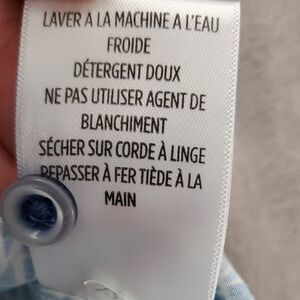 LAVER A LA MACHINE A L'EAU
FROIDE
DÉTERGENT DOUX
NE PAS UTILISER AGENT DE
BLANCHIMENT
SÉCHER SUR CORDE À LINGE
REPASSER À FER TIÈDE À LA
MAIN